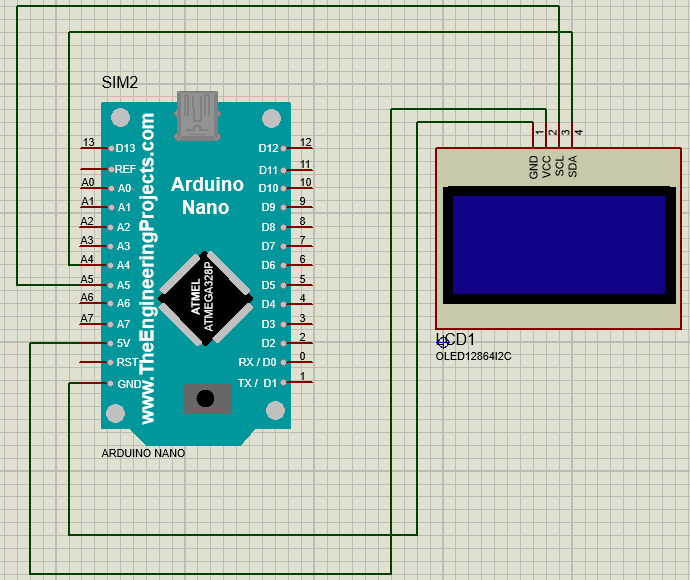 SIM2
www.TheEngineeringProjects.com
Arduino
Nano
ATMEL
ATMEGA328P
13 D13
REF
A0 A0
A1 A1
A2 A2
A3 A3
A4 A4
A5 A5
A6 A6
A7 A7
5V
RST
GND
D12 12
D11 11
D10 10
D9 9
D8 8
D7 7
D6 6
D5 5
D4 4
D3 3
D2 2
RX / D0 0
TX / D1 1
ARDUINO NANO
1 2 3 4
GND
VCC
SCL
SDA
LCD1
OLED12864I2C